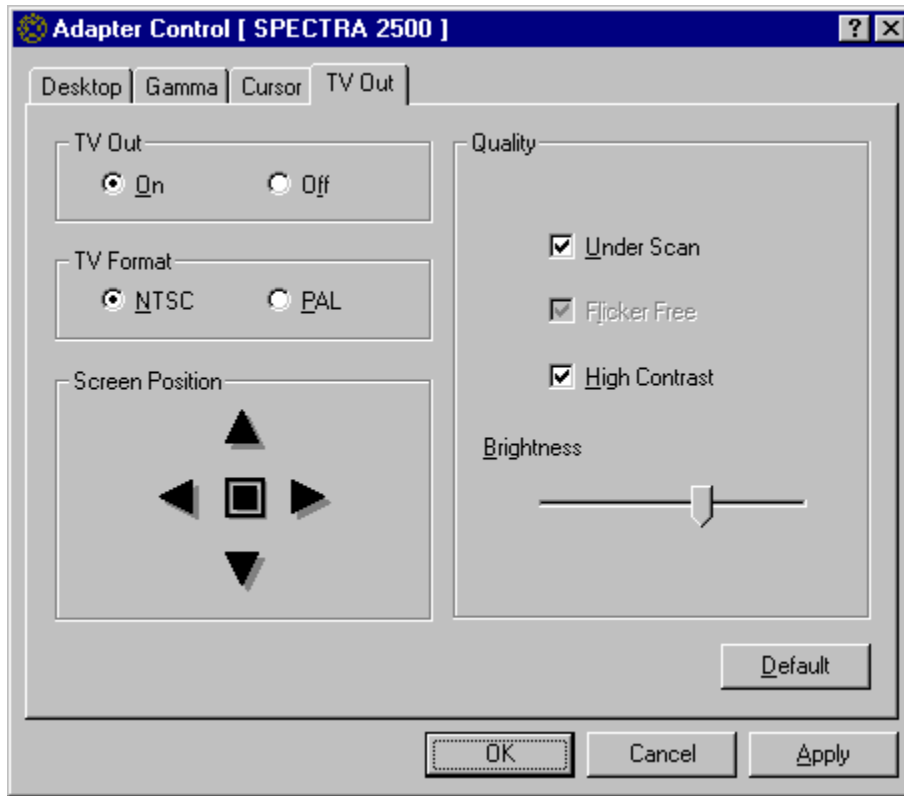 Adapter Control [ SPECTRA 2500 ]
Desktop Gamma Cursor TV Out
TV Out
On Off
TV Format
NTSC PAL
Screen Position
Quality
Under Scan
Flicker Free
High Contrast
Brightness
Default
OK Cancel Apply